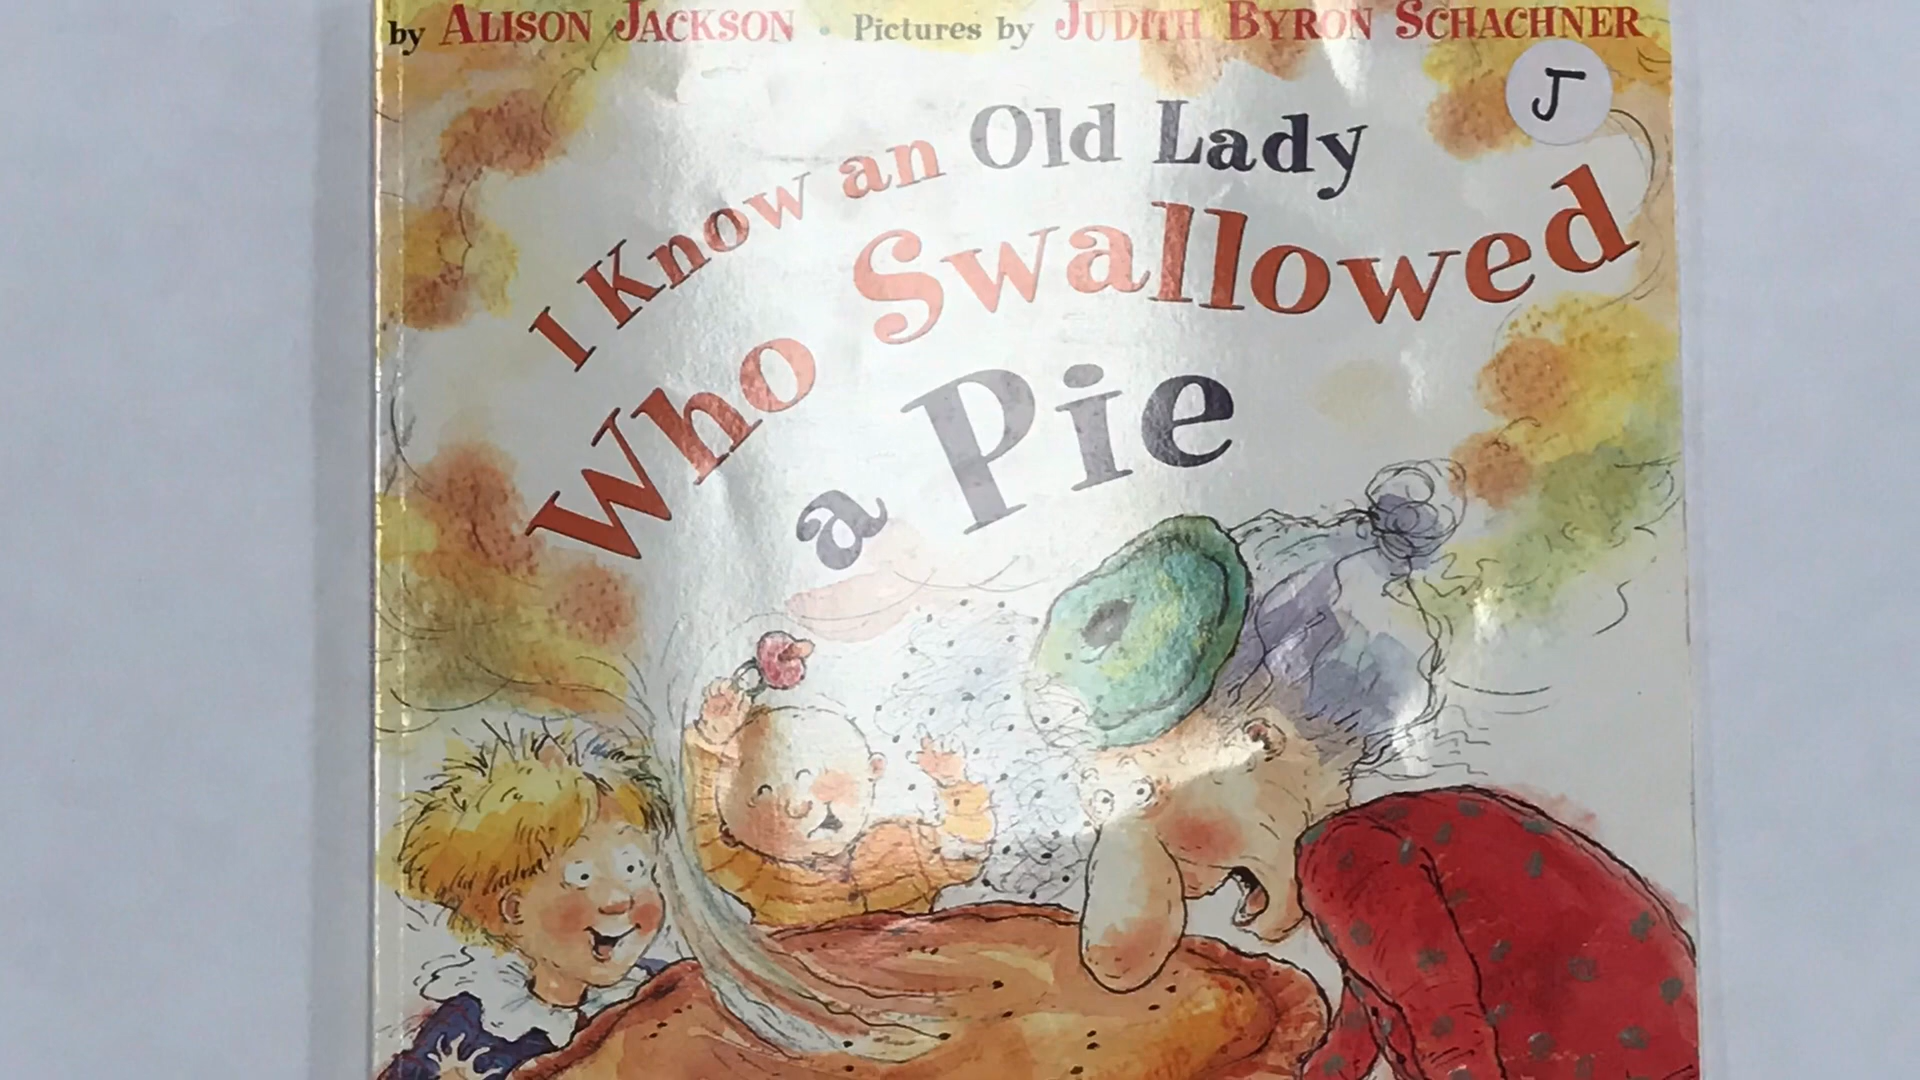 by ALISON JACKSON • Pictures by JUDITH BYRON SCHACHNER
J
I Know an Old Lady
Who Swallowed
a Pie